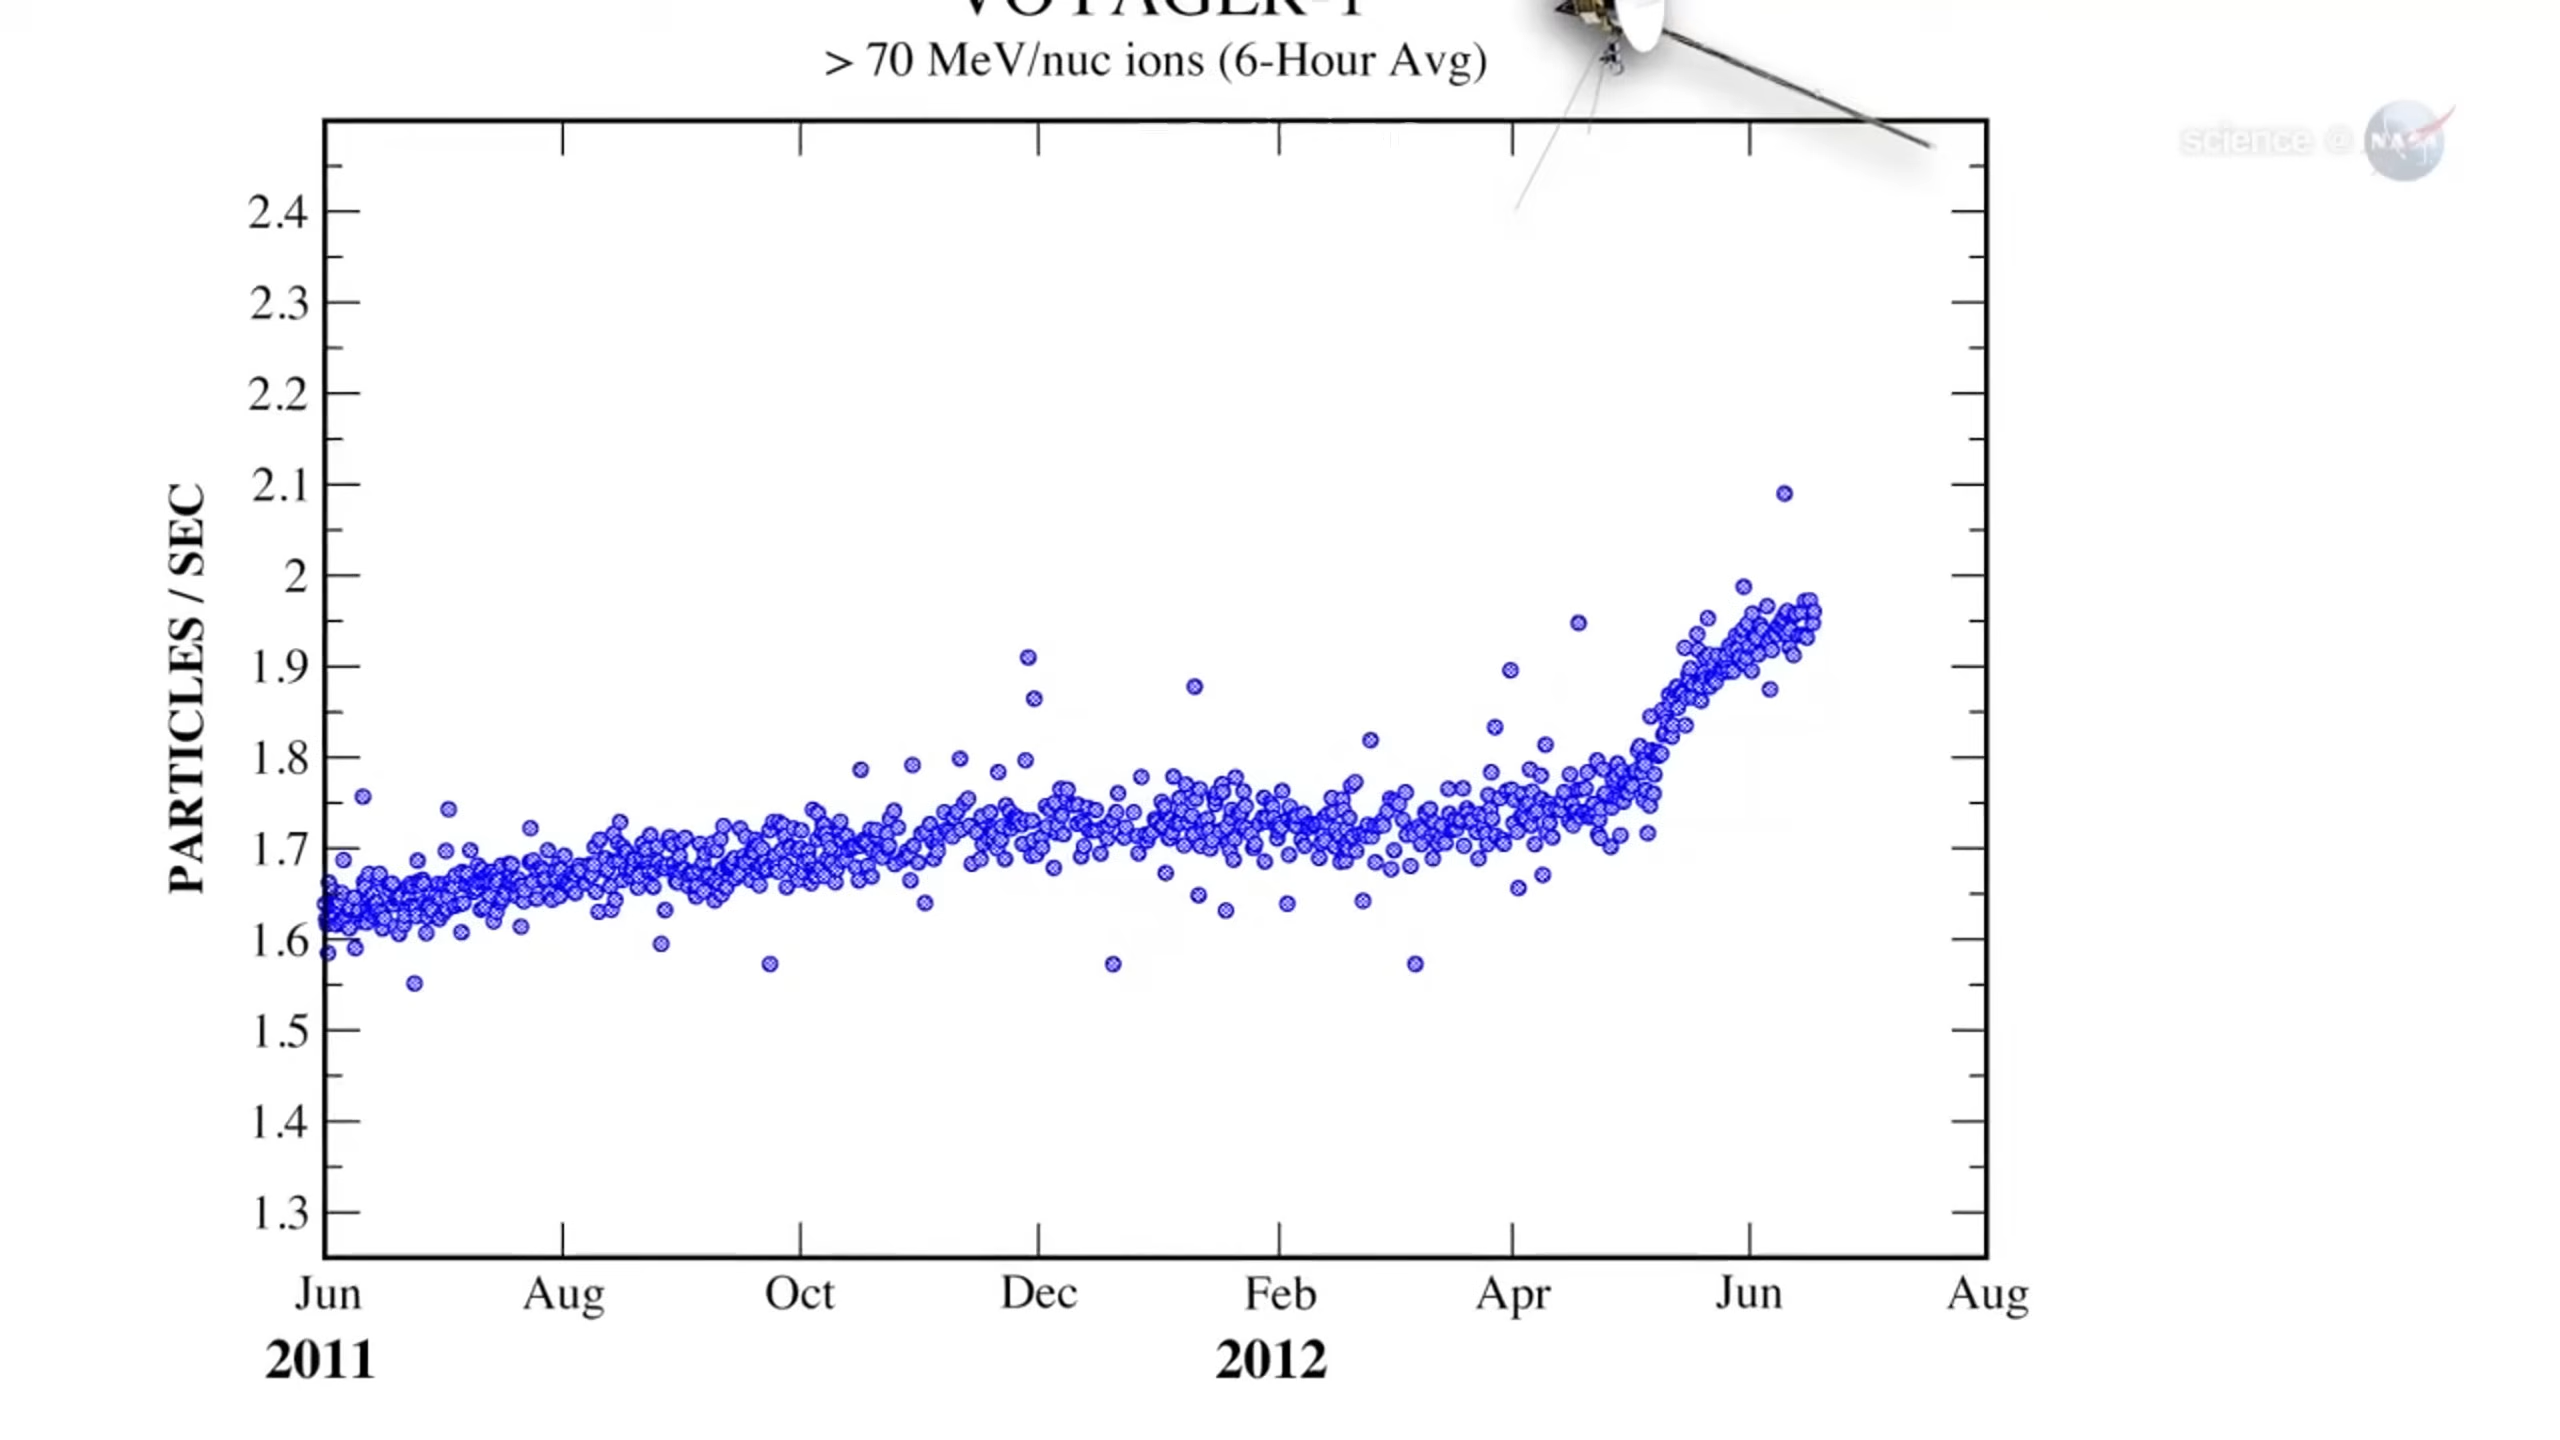 VOYAGER-1
> 70 MeV/nuc ions (6-Hour Avg)
science @ NASA
PARTICLES / SEC
2.4
2.3
2.2
2.1
2
1.9
1.8
1.7
1.6
1.5
1.4
1.3
Jun Aug Oct Dec Feb Apr Jun Aug
2011 2012